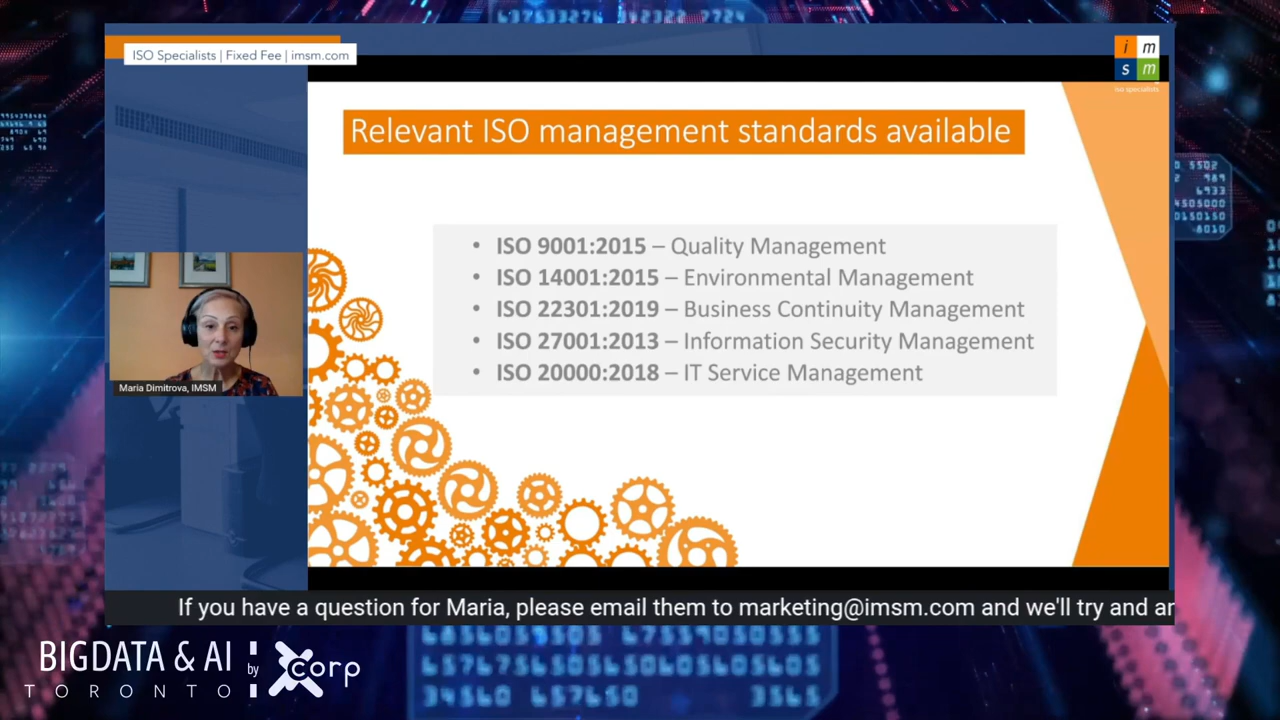 ISO Specialists | Fixed Fee | imsm.com
i m
s m
iso specialists
Relevant ISO management standards available
• ISO 9001:2015 – Quality Management
• ISO 14001:2015 – Environmental Management
• ISO 22301:2019 – Business Continuity Management
• ISO 27001:2013 – Information Security Management
• ISO 20000:2018 – IT Service Management
Maria Dimitrova, IMSM
If you have a question for Maria, please email them to marketing@imsm.com and we'll try and
BIGDATA & AI
TORONTO
by
corp